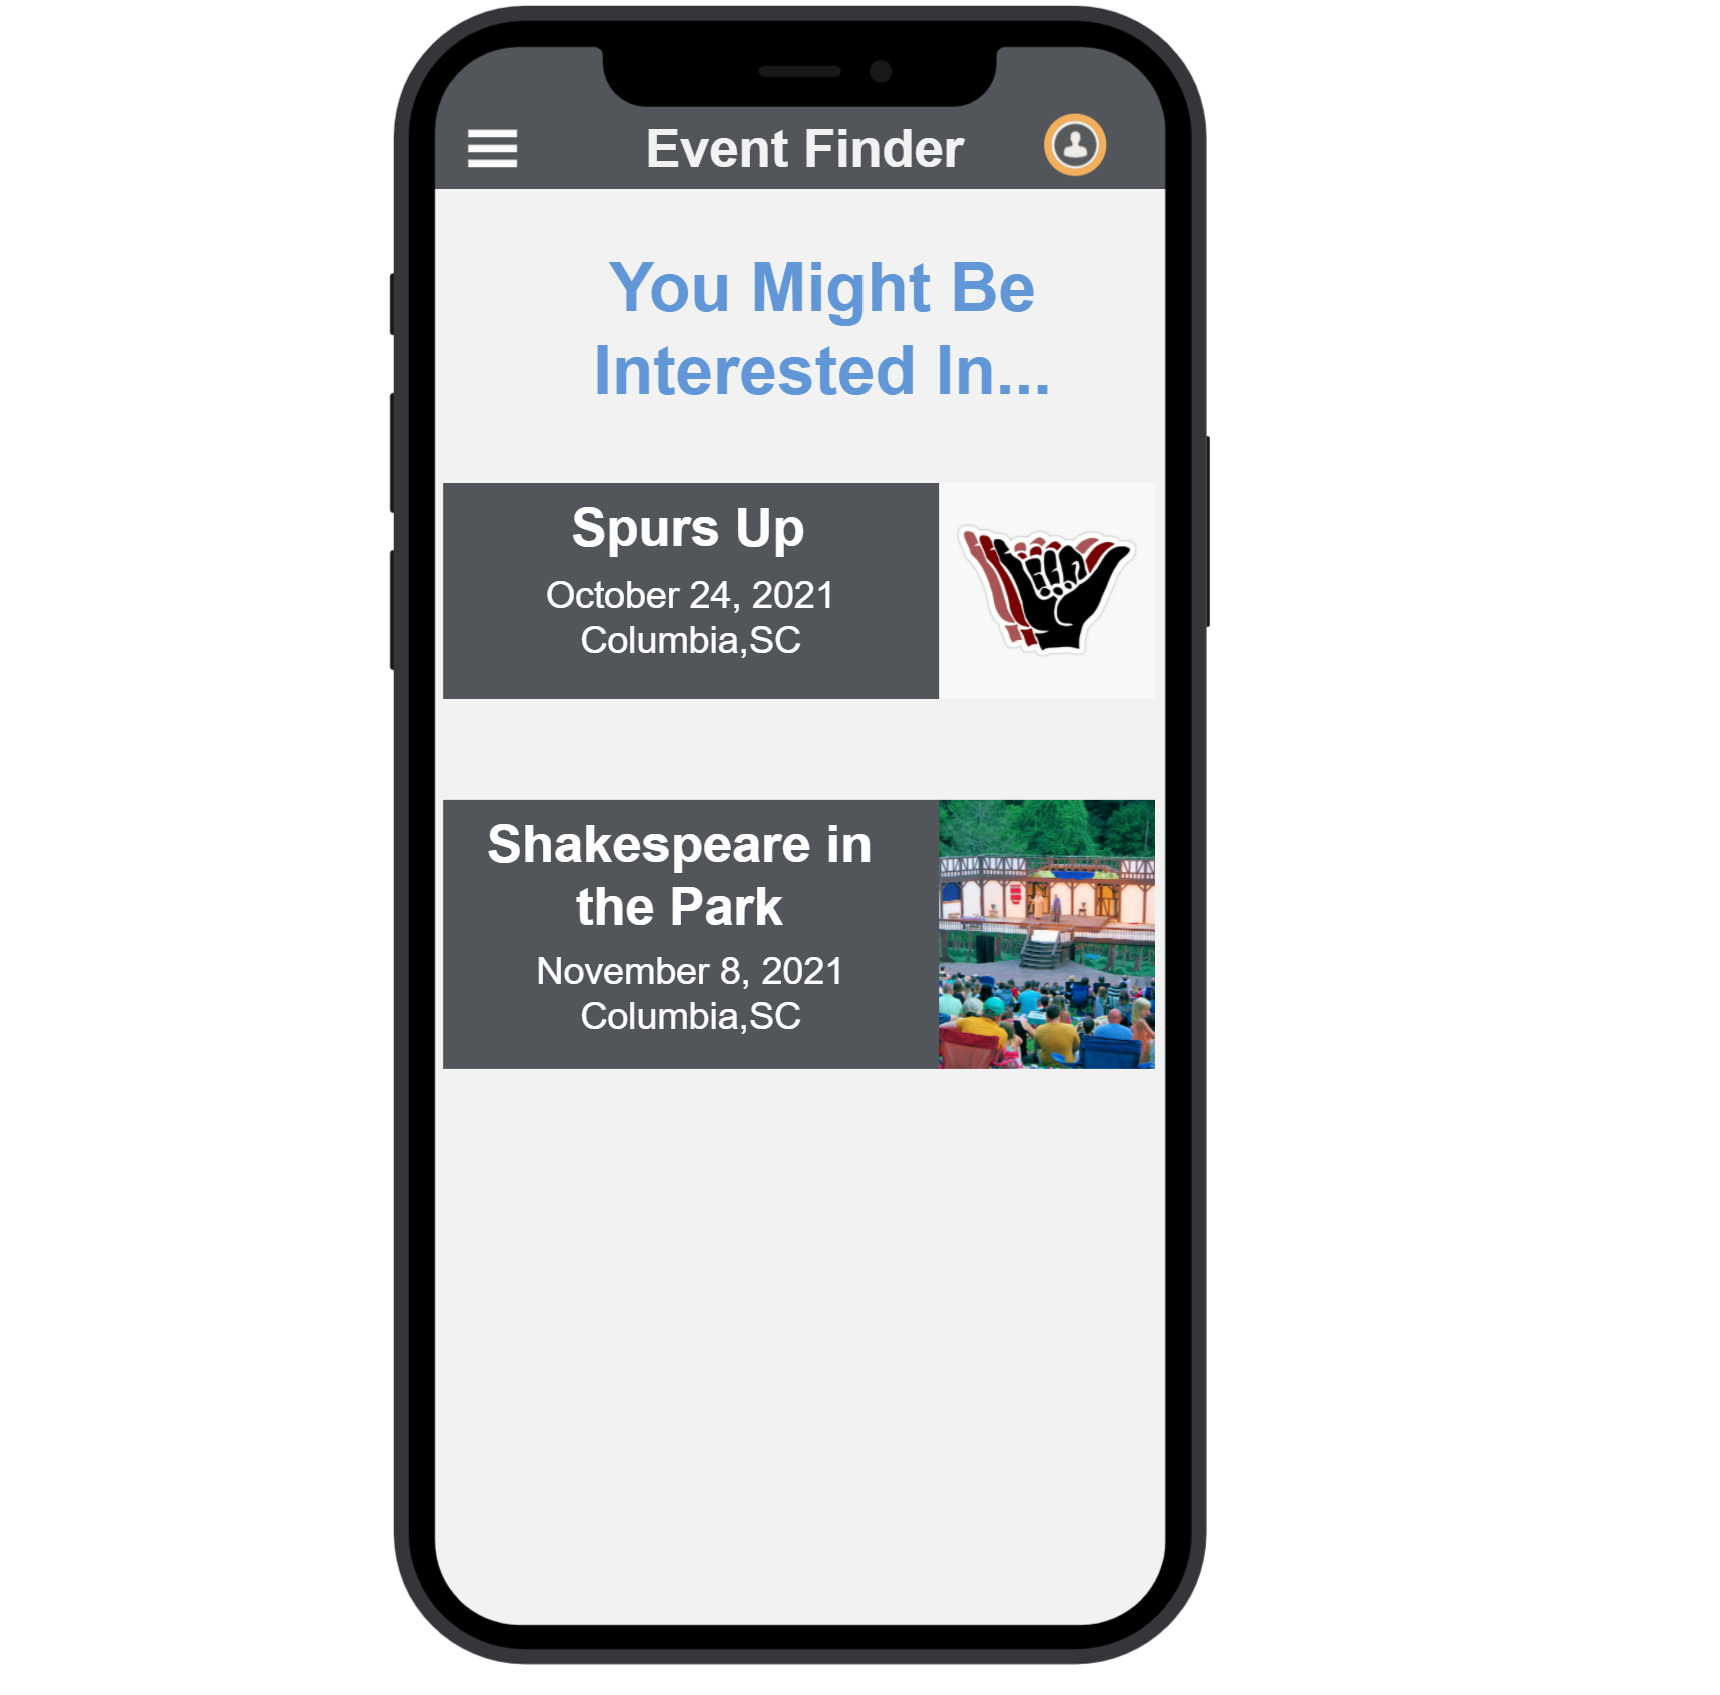 Event Finder
You Might Be
Interested In...
Spurs Up
October 24, 2021
Columbia,SC
Shakespeare in
the Park
November 8, 2021
Columbia,SC